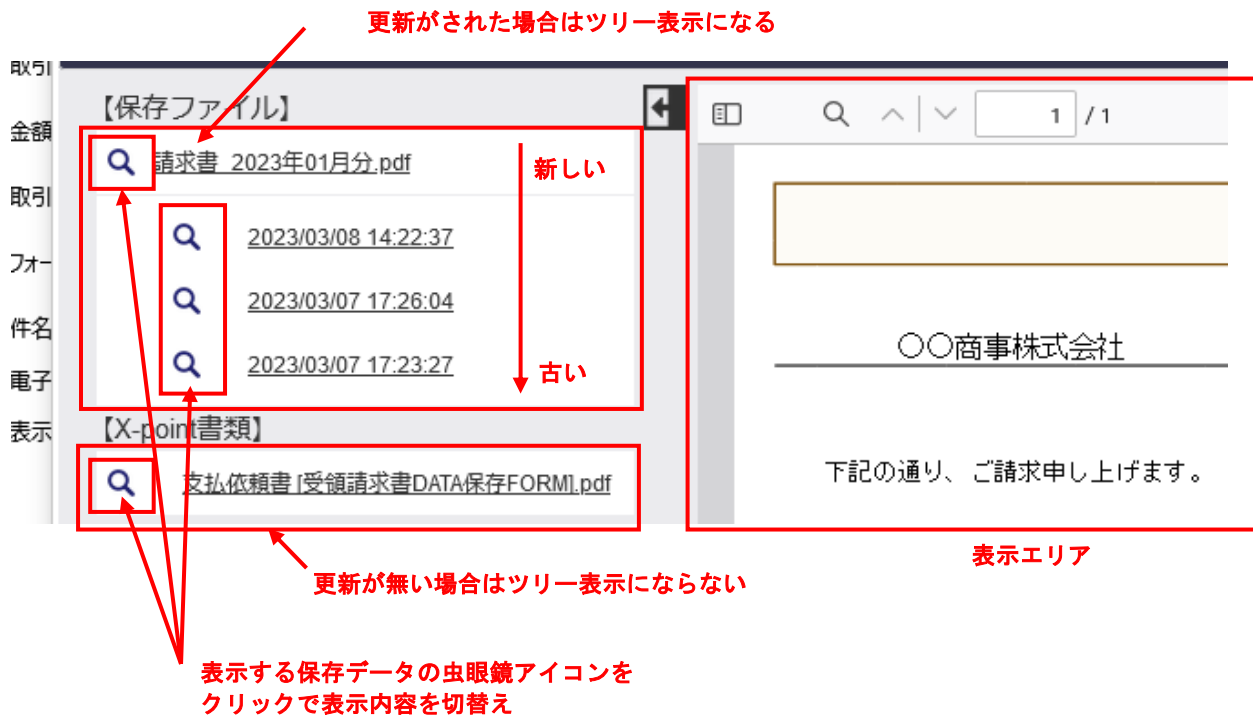 更新がされた場合はツリー表示になる
取引
【保存ファイル】
1 / 1
金額
請求書_2023年01月分.pdf
新しい
取引
2023/03/08 14:22:37
フォー
2023/03/07 17:26:04
件名
〇〇商事株式会社
2023/03/07 17:23:27
古い
電子
【X-point書類】
表示
支払依頼書 [受領請求書DATA保存FORM].pdf
下記の通り、ご請求申し上げます。
表示エリア
更新が無い場合はツリー表示にならない
表示する保存データの虫眼鏡アイコンを
クリックで表示内容を切替え